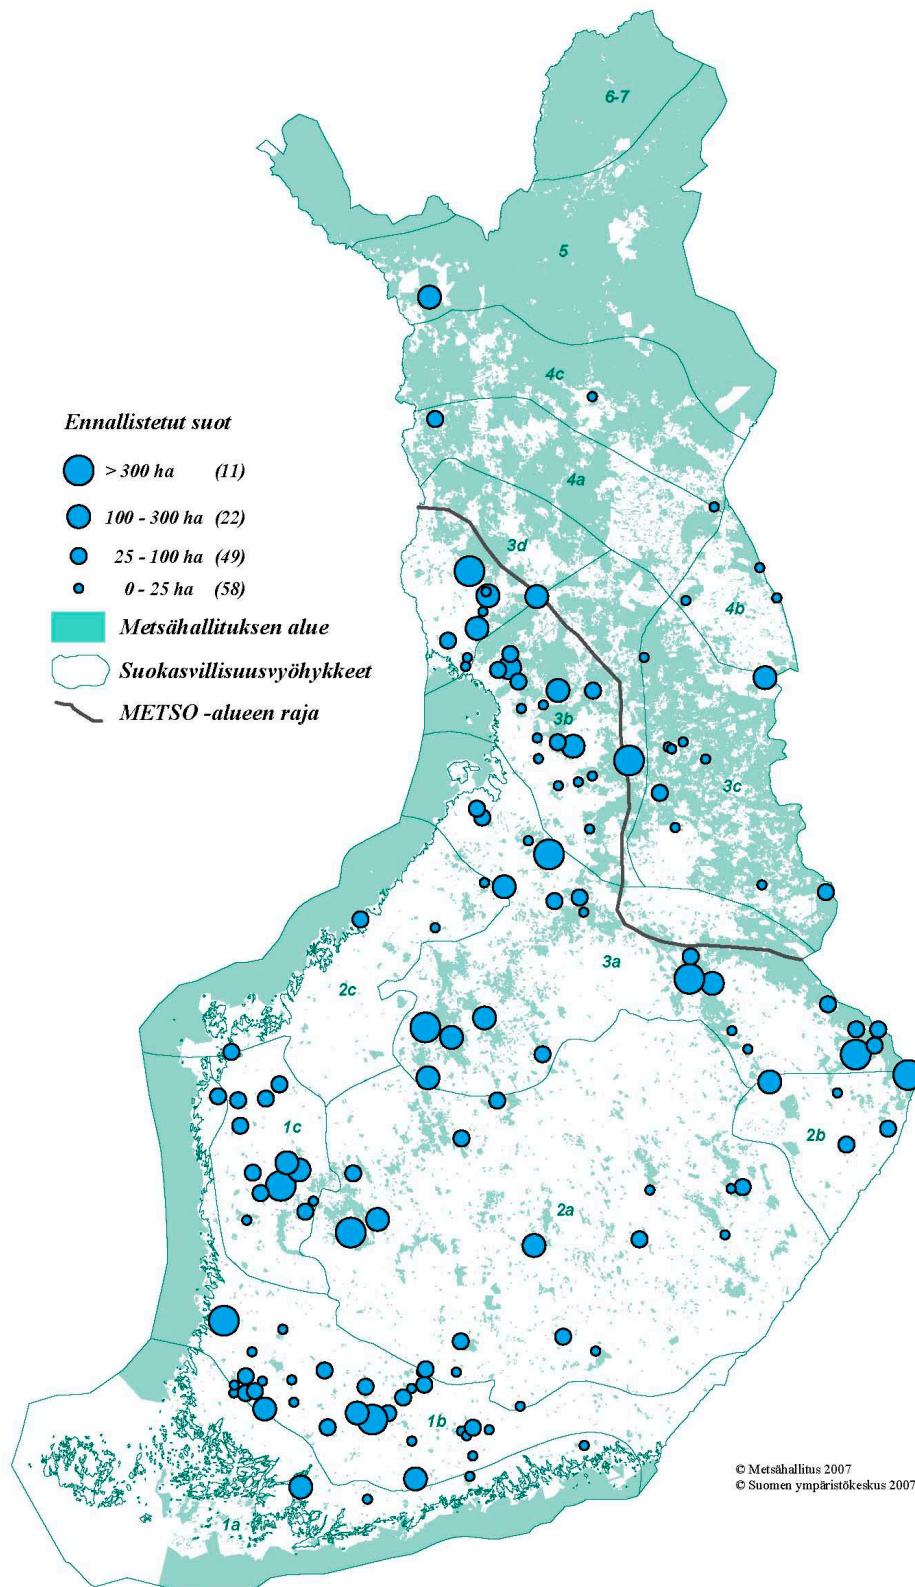 6-7
5
4c
4a
3d
4b
3b
3c
3a
2c
1c
2b
2a
1b
1a
Ennallistetut suot
> 300 ha (11)
100 - 300 ha (22)
25 - 100 ha (49)
0 - 25 ha (58)
Metsähallituksen alue
Suokasvillisuusvyöhykkeet
METSO -alueen raja
© Metsähallitus 2007
© Suomen ympäristökeskus 2007